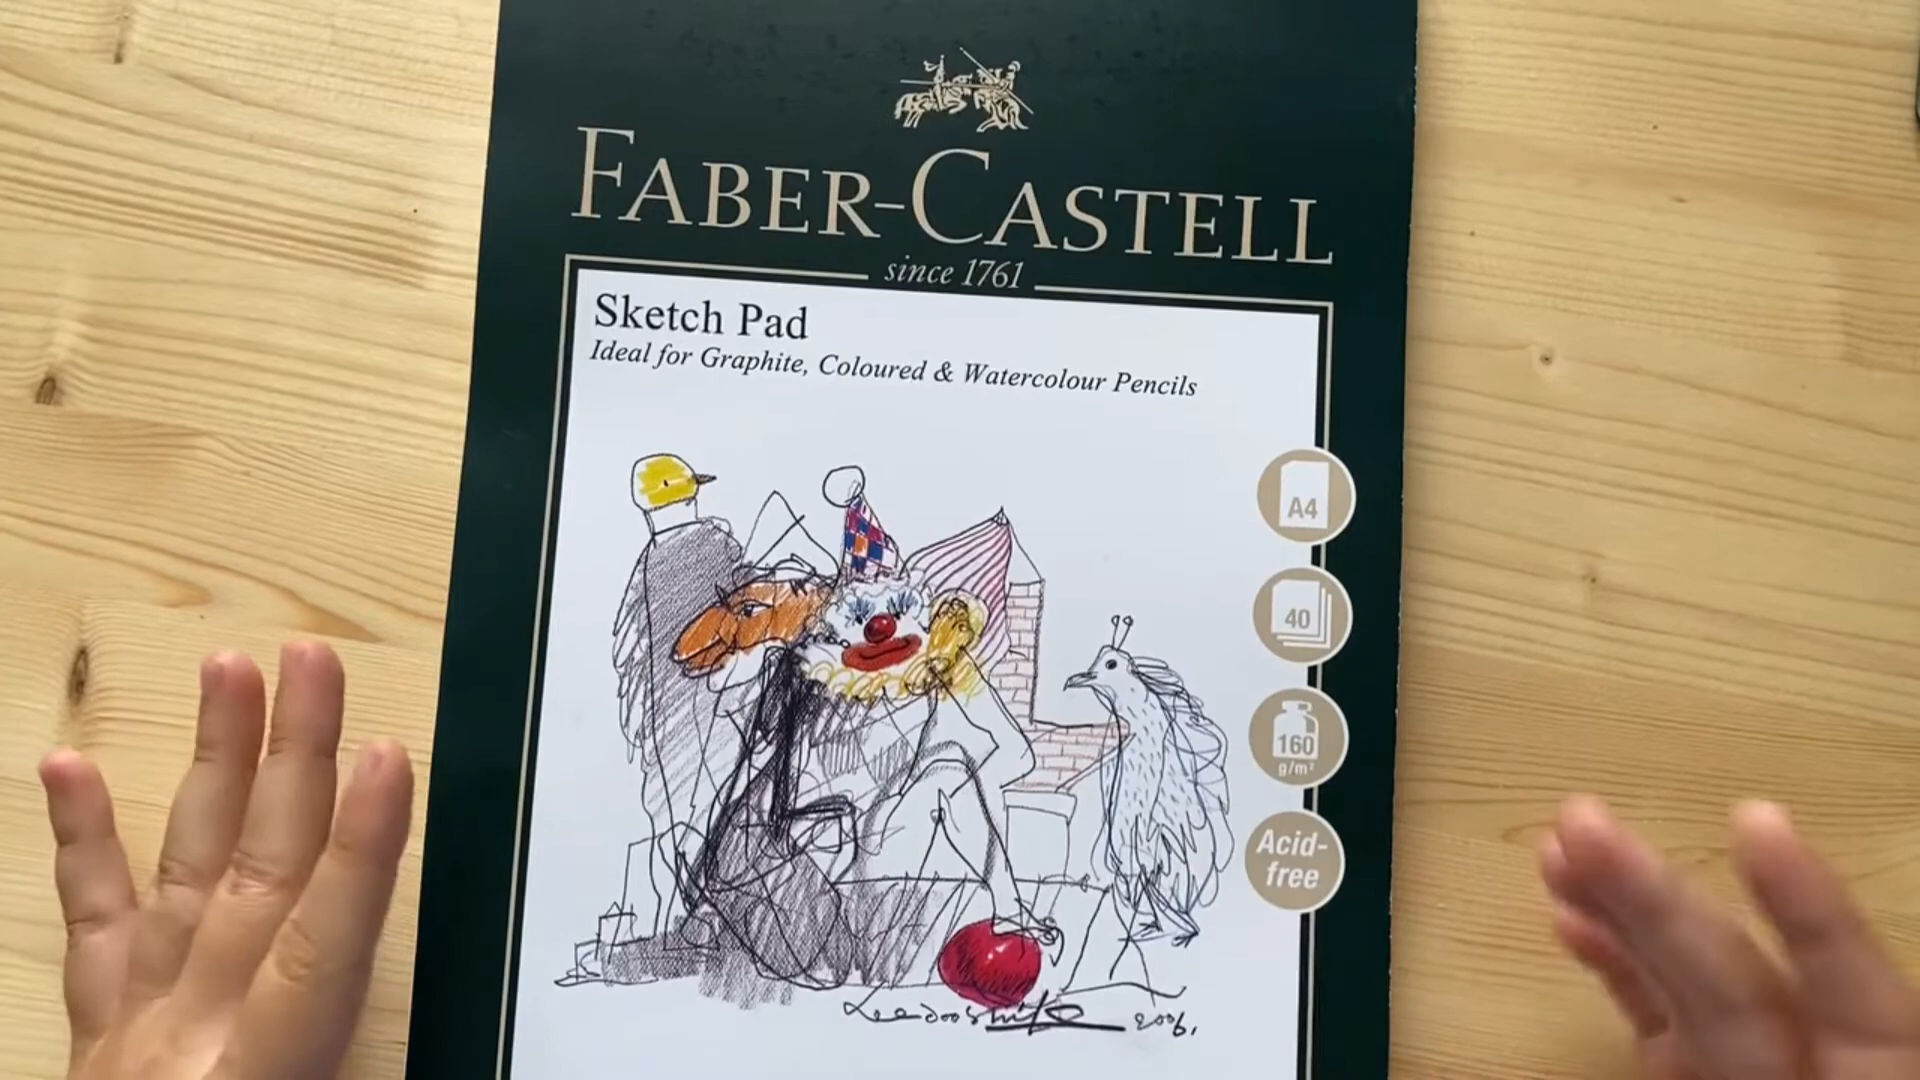 FABER-CASTELL
since 1761
Sketch Pad
Ideal for Graphite, Coloured & Watercolour Pencils
A4
40
160
g/m²
Acid-
free
2006.